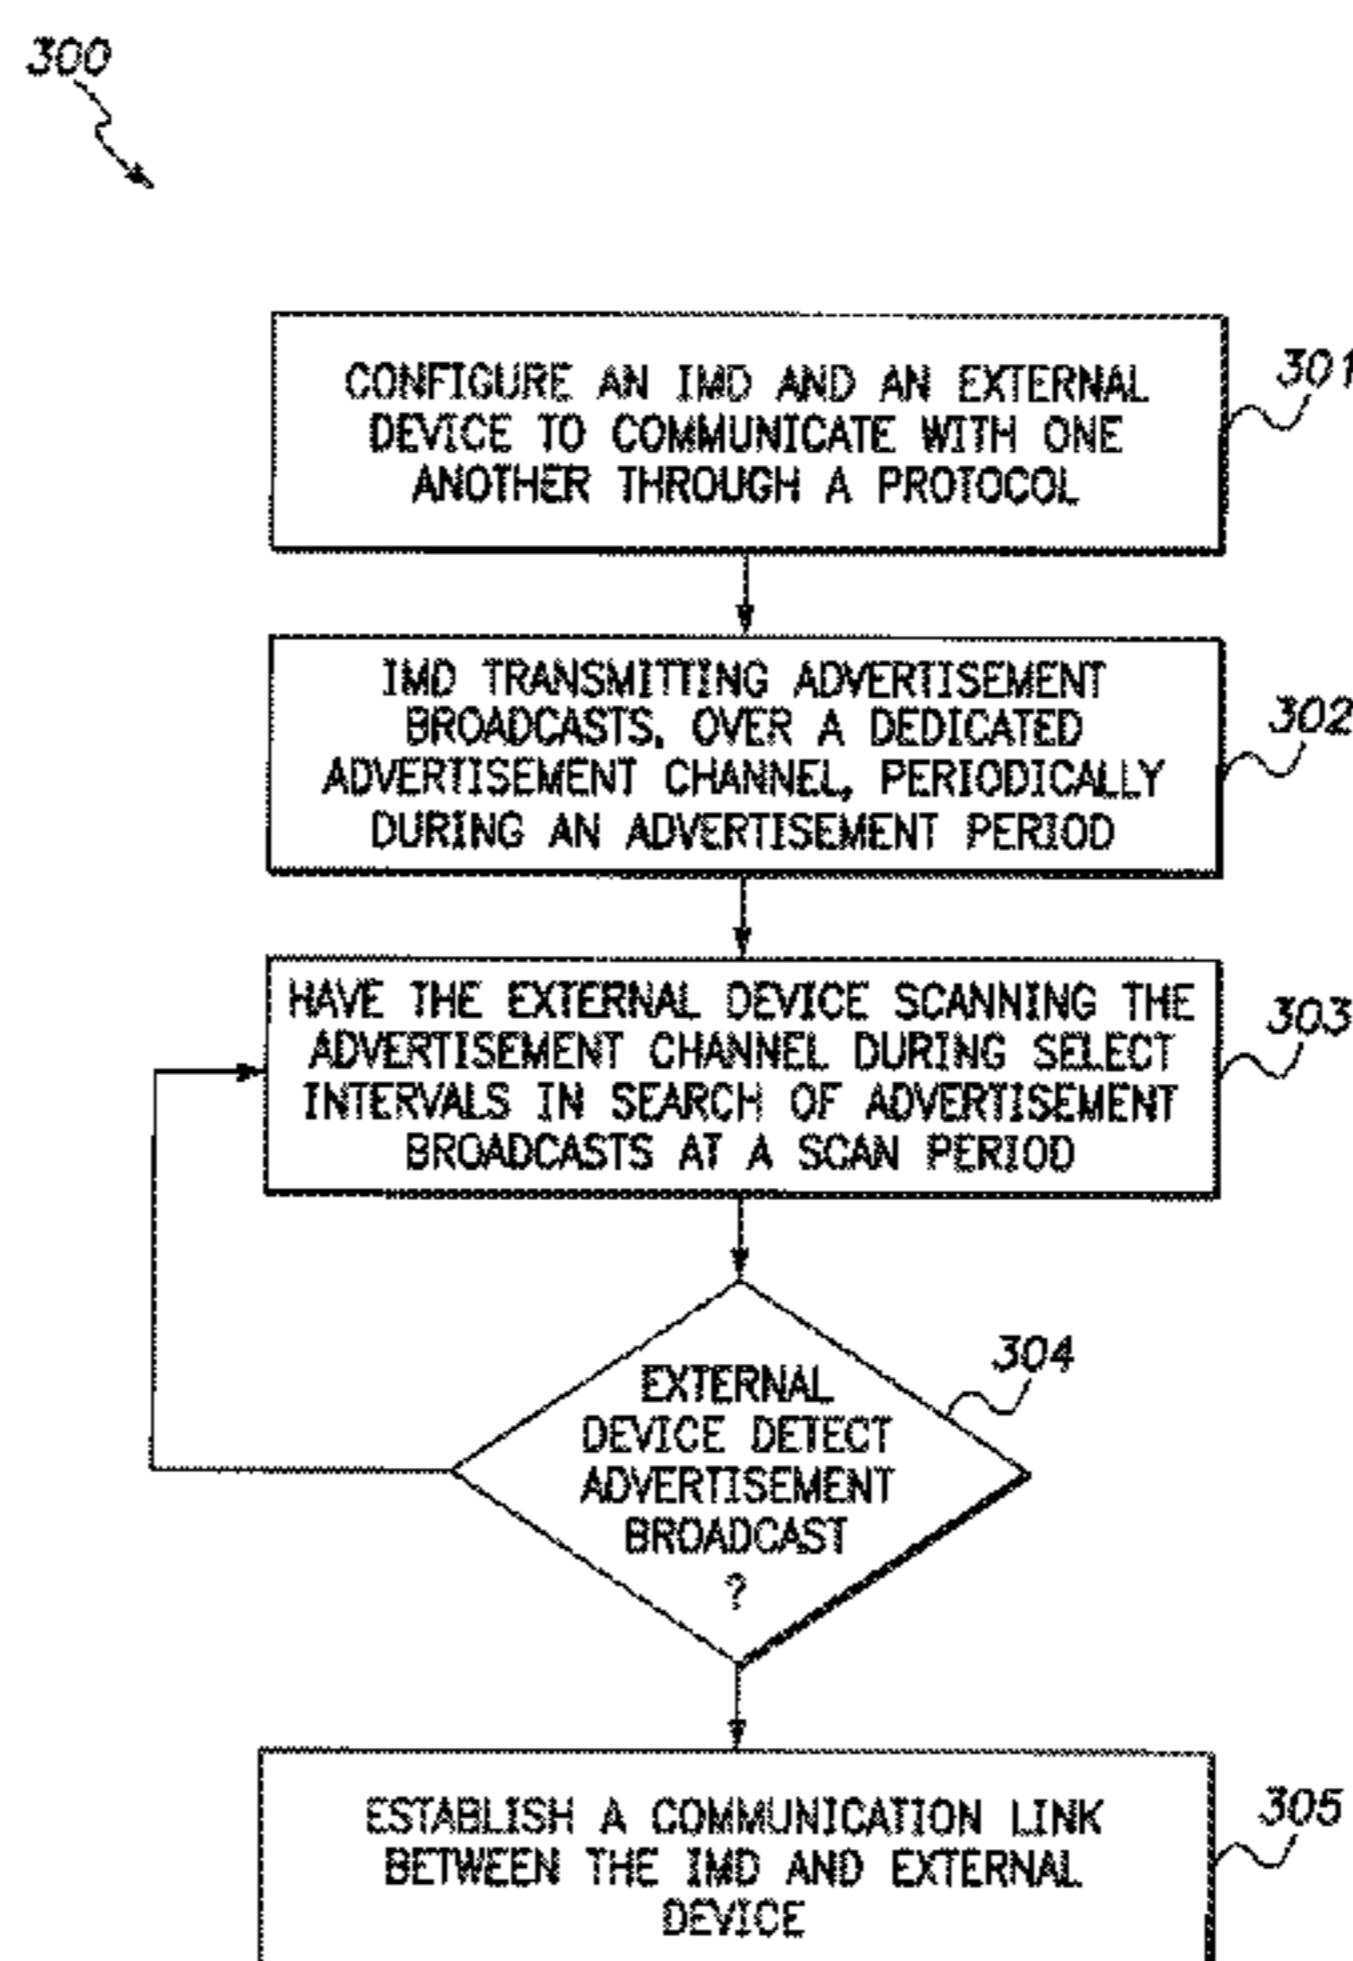 300
CONFIGURE AN IMD AND AN EXTERNAL
DEVICE TO COMMUNICATE WITH ONE
ANOTHER THROUGH A PROTOCOL
301
IMD TRANSMITTING ADVERTISEMENT
BROADCASTS, OVER A DEDICATED
ADVERTISEMENT CHANNEL, PERIODICALLY
DURING AN ADVERTISEMENT PERIOD
302
HAVE THE EXTERNAL DEVICE SCANNING THE
ADVERTISEMENT CHANNEL DURING SELECT
INTERVALS IN SEARCH OF ADVERTISEMENT
BROADCASTS AT A SCAN PERIOD
303
EXTERNAL
DEVICE DETECT
ADVERTISEMENT
BROADCAST
?
304
ESTABLISH A COMMUNICATION LINK
BETWEEN THE IMD AND EXTERNAL
DEVICE
305